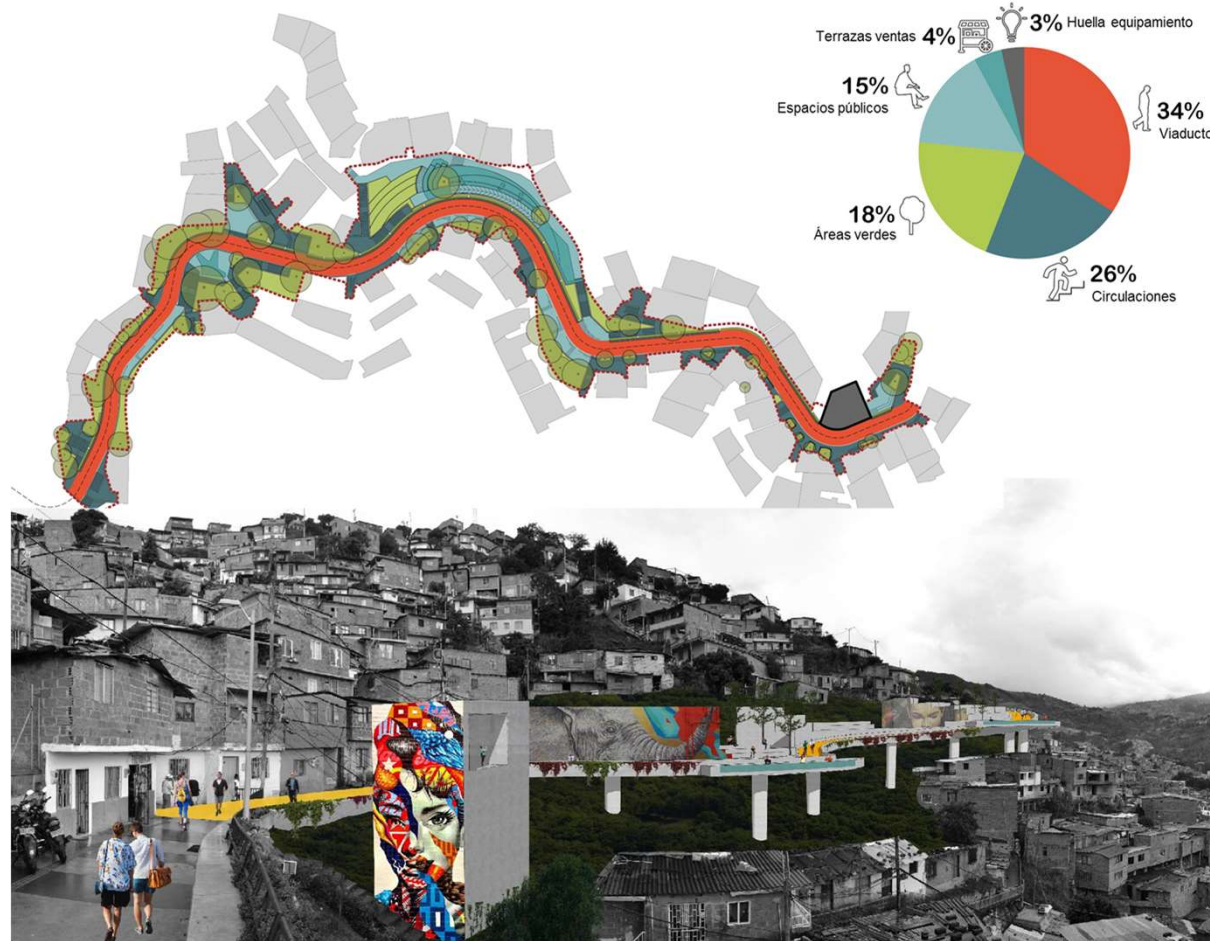 3% Huella equipamiento
Terrazas ventas 4%
15%
Espacios públicos
34%
Viaducto
18%
Áreas verdes
26%
Circulaciones